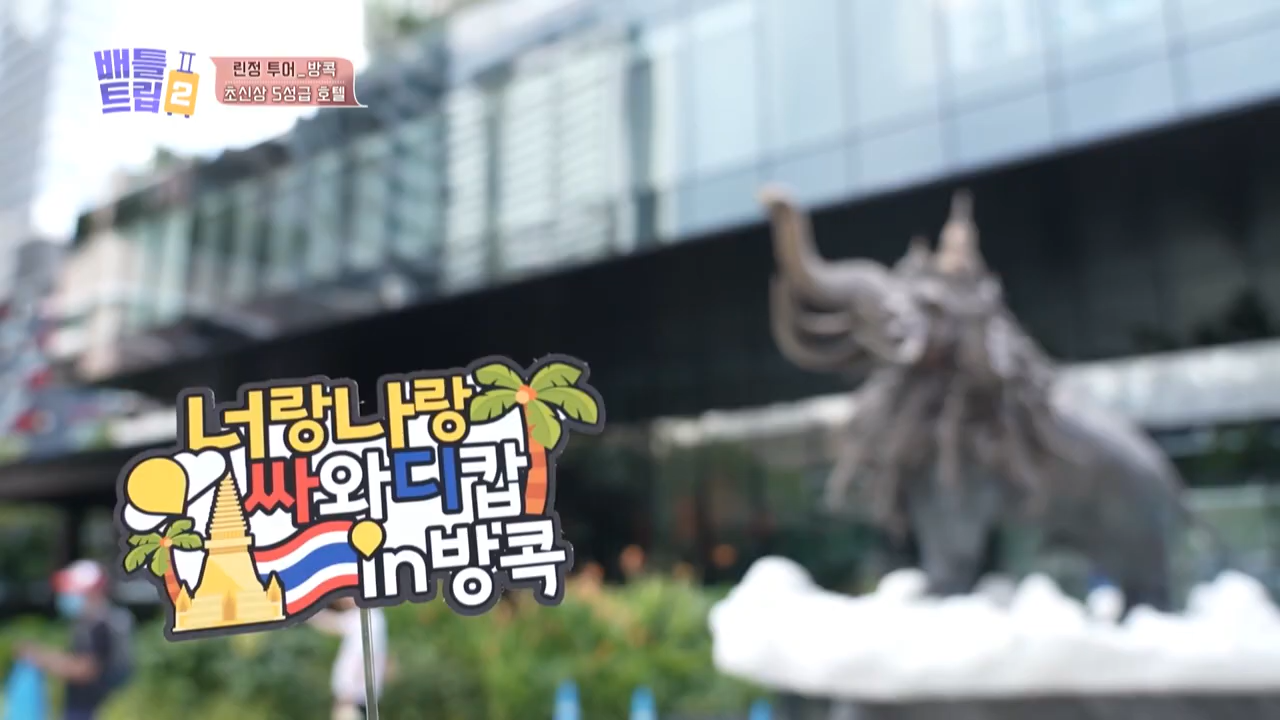 배틀
트립2
린정 투어_방콕
초신상 5성급 호텔
너랑나랑
싸와디캅
in방콕